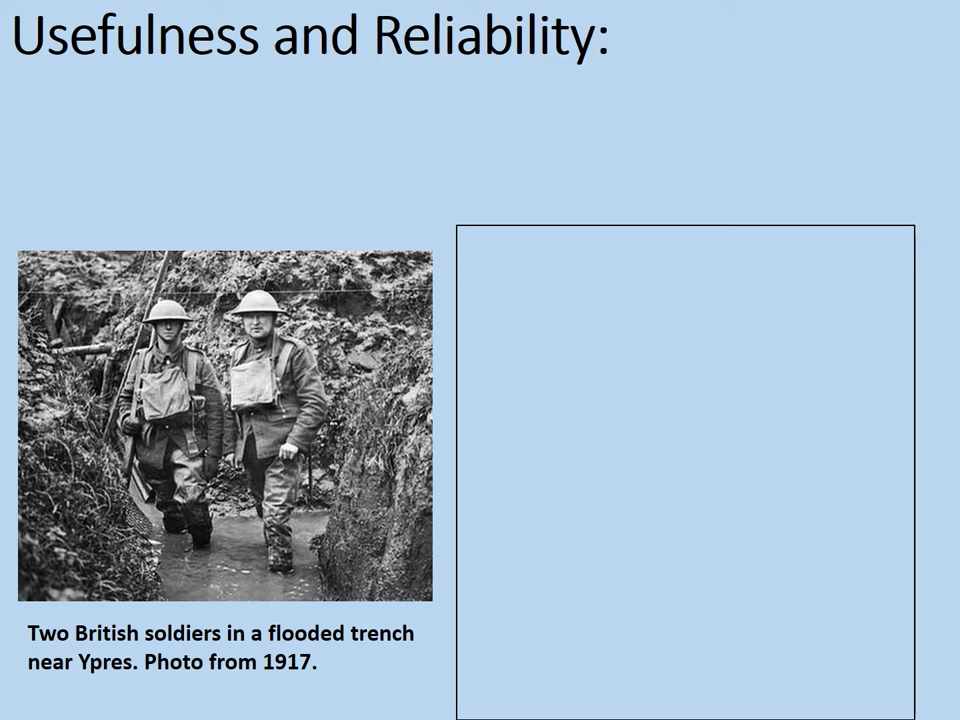 Usefulness and Reliability:
Two British soldiers in a flooded trench
near Ypres. Photo from 1917.